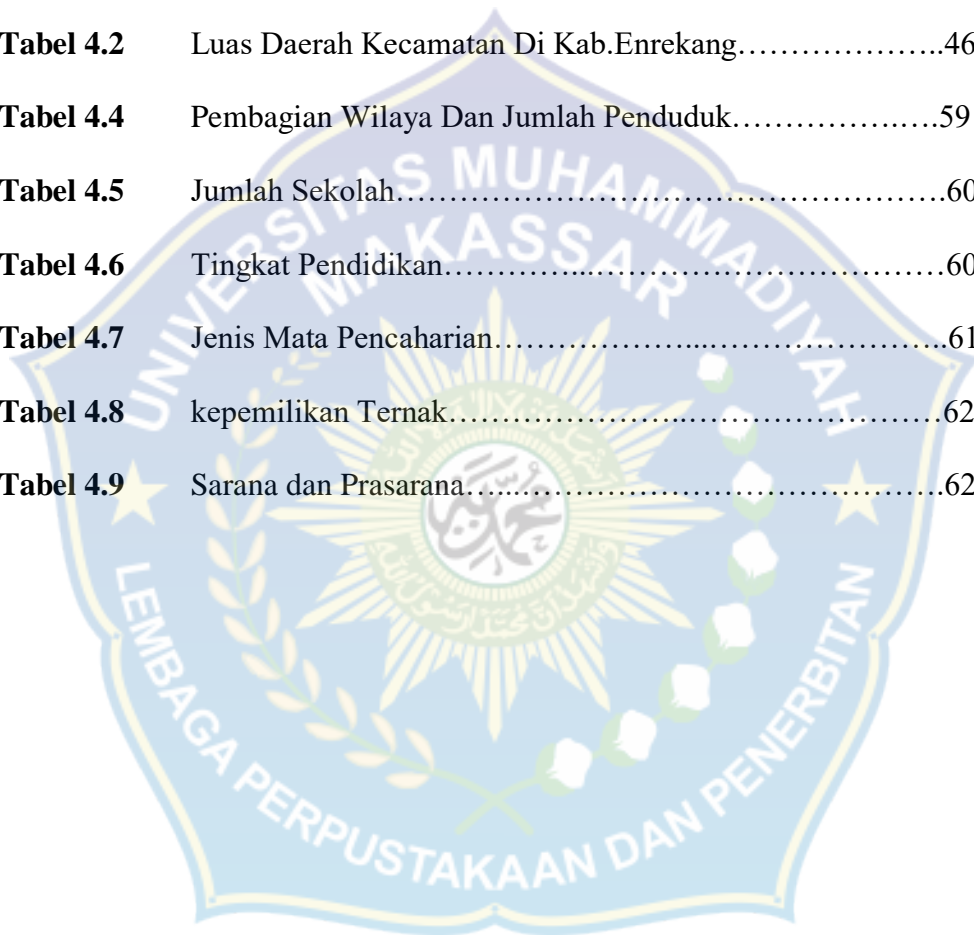 Tabel 4.2 Luas Daerah Kecamatan Di Kab.Enrekang………………..46
Tabel 4.4 Pembagian Wilaya Dan Jumlah Penduduk…………….….59
Tabel 4.5 Jumlah Sekolah……………………….……………………….60
Tabel 4.6 Tingkat Pendidikan…………...………………………………60
Tabel 4.7 Jenis Mata Pencaharian………………...……………………..61
Tabel 4.8 kepemilikan Ternak…………………..………………………62
Tabel 4.9 Sarana dan Prasarana…...…………………………………….62
UNIVERSITAS MUHAMMADIYAH
MAKASSAR
LEMBAGA PERPUSTAKAAN DAN PENERBITAN